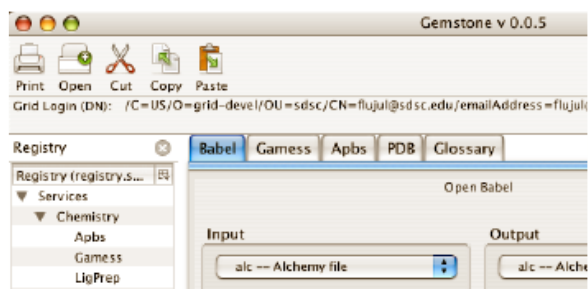 Gemstone v 0.0.5
Print Open Cut Copy Paste
Grid Login (DN): /C=US/O=grid-devel/OU=sdsc/CN=flujul@sdsc.edu/emailAddress=flujul@
Registry
Babel Gamess Apbs PDB Glossary
Registry (registry.s...
Services
Open Babel
Chemistry
Apbs
Input Output
Gamess
alc -- Alchemy file alc -- Alche
LigPrep